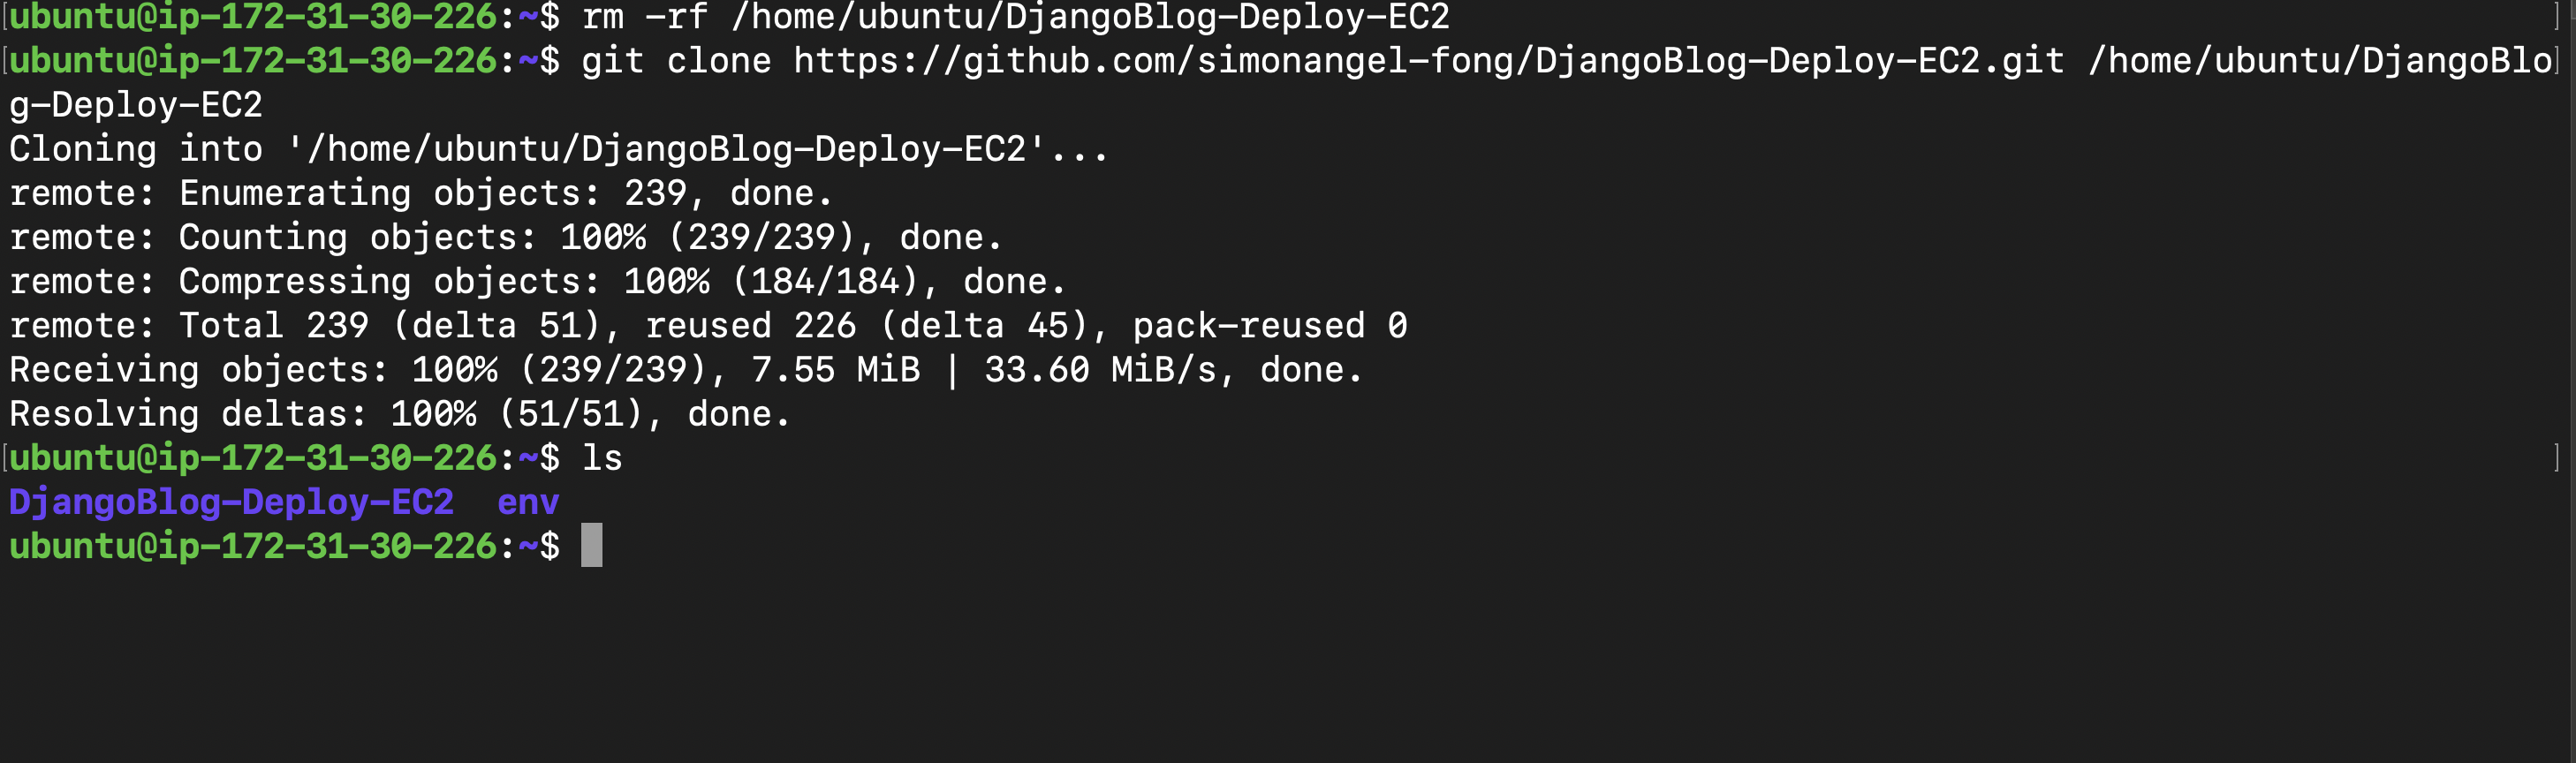 [ubuntu@ip-172-31-30-226:~$ rm -rf /home/ubuntu/DjangoBlog-Deploy-EC2 ]
[ubuntu@ip-172-31-30-226:~$ git clone https://github.com/simonangel-fong/DjangoBlog-Deploy-EC2.git /home/ubuntu/DjangoBlo]
g-Deploy-EC2
Cloning into '/home/ubuntu/DjangoBlog-Deploy-EC2'...
remote: Enumerating objects: 239, done.
remote: Counting objects: 100% (239/239), done.
remote: Compressing objects: 100% (184/184), done.
remote: Total 239 (delta 51), reused 226 (delta 45), pack-reused 0
Receiving objects: 100% (239/239), 7.55 MiB | 33.60 MiB/s, done.
Resolving deltas: 100% (51/51), done.
[ubuntu@ip-172-31-30-226:~$ ls ]
DjangoBlog-Deploy-EC2  env
ubuntu@ip-172-31-30-226:~$